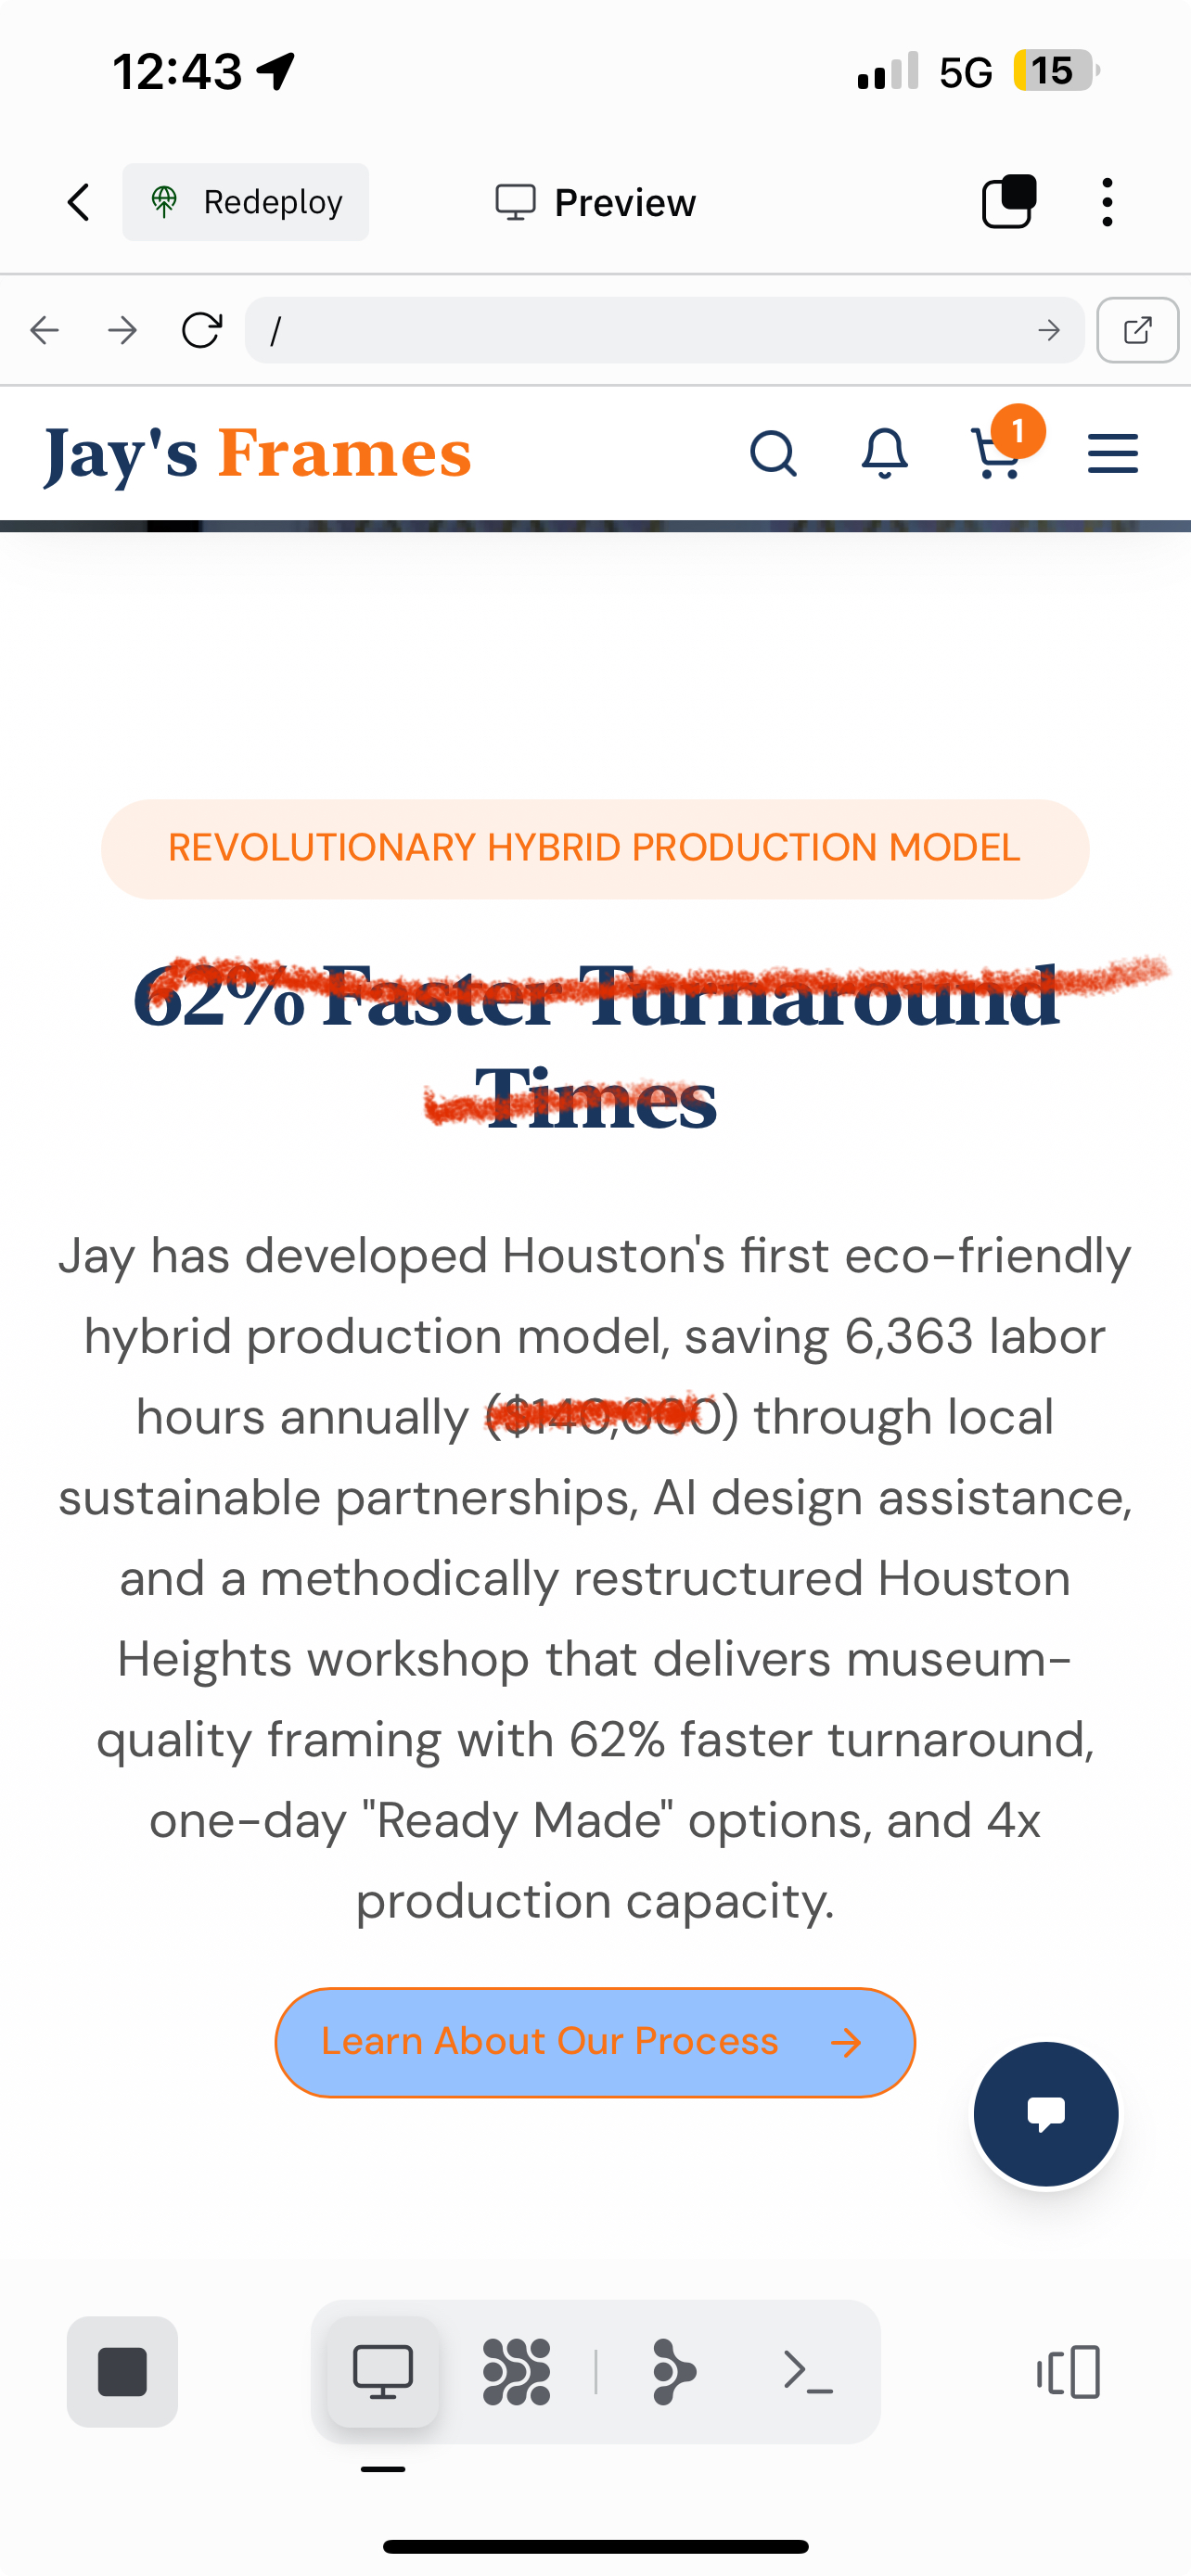 12:43
5G
15
Redeploy
Preview
/
Jay's Frames
1
REVOLUTIONARY HYBRID PRODUCTION MODEL
62% Faster Turnaround
Times
Jay has developed Houston's first eco-friendly
hybrid production model, saving 6,363 labor
hours annually ($140,000) through local
sustainable partnerships, AI design assistance,
and a methodically restructured Houston
Heights workshop that delivers museum-
quality framing with 62% faster turnaround,
one-day "Ready Made" options, and 4x
production capacity.
Learn About Our Process →